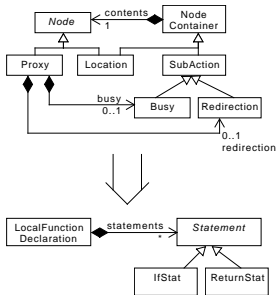 Node
contents
1
Node
Container
Proxy
Location
SubAction
busy
0..1
Busy
Redirection
0..1
redirection
LocalFunction
Declaration
statements
*
Statement
IfStat
ReturnStat